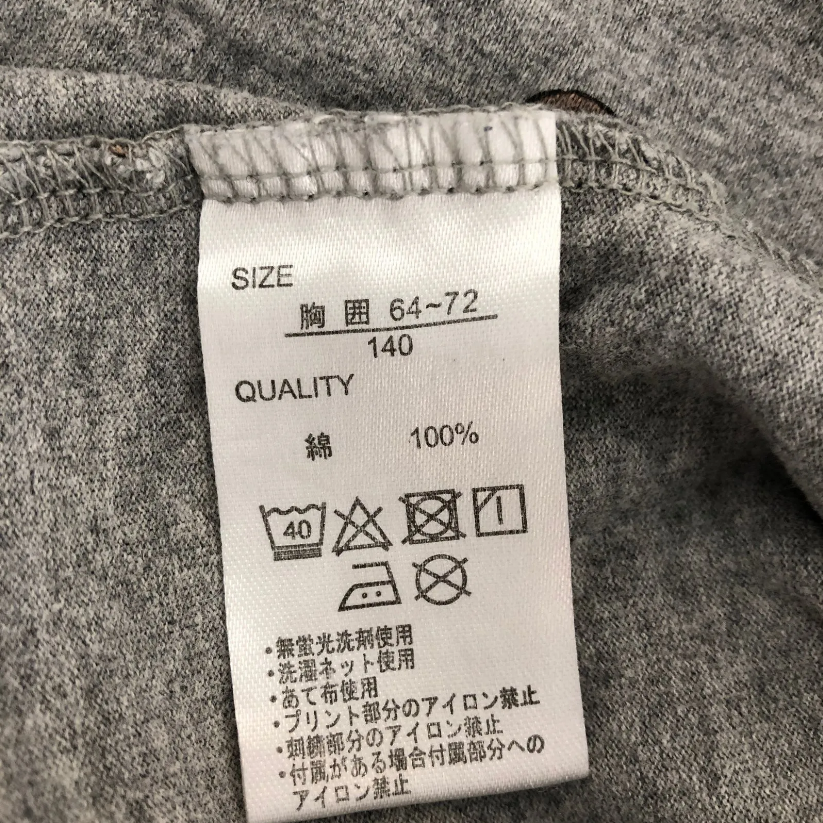 SIZE
胸 囲 64~72
140
QUALITY
綿 100%
40
・無蛍光洗剤使用
・洗濯ネット使用
・あて布使用
・プリント部分のアイロン禁止
・刺繍部分のアイロン禁止
・付属がある場合付属部分への
アイロン禁止